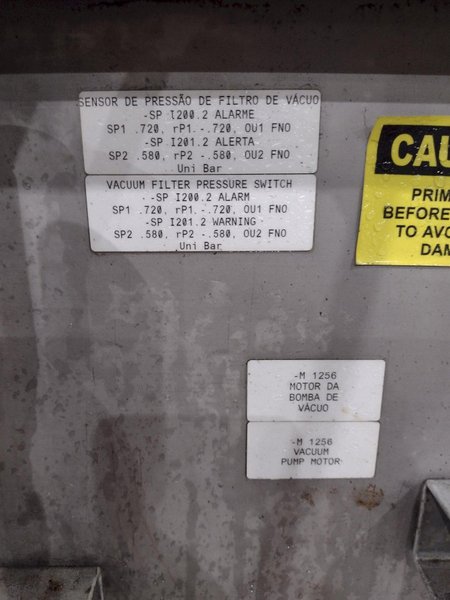 SENSOR DE PRESSÃO DE FILTRO DE VÁCUO
-SP I200.2 ALARME
SP1 .720, rP1.-.720, OU1 FNO
-SP I201.2 ALERTA
SP2 .580, rP2 -.580, OU2 FNO
Uni Bar
VACUUM FILTER PRESSURE SWITCH
-SP I200.2 ALARM
SP1 .720, rP1.-.720, OU1 FNO
-SP I201.2 WARNING
SP2 .580, rP2 -.580, OU2 FNO
Uni Bar
CAU
PRIM
BEFORE
TO AVO
DAM
-M 1256
MOTOR DA
BOMBA DE
VÁCUO
-M 1256
VACUUM
PUMP MOTOR